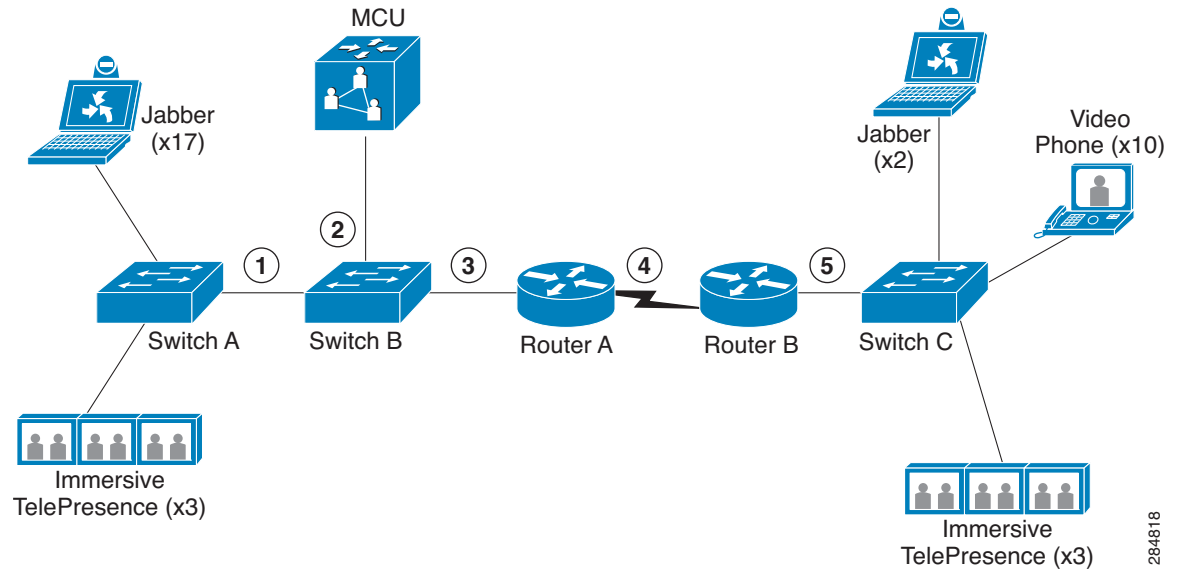 MCU
Jabber
(x17)
Jabber
(x2)
Video
Phone (x10)
2
1
3
4
5
Switch A
Switch B
Router A
Router B
Switch C
Immersive
TelePresence (x3)
Immersive
TelePresence (x3)
284818